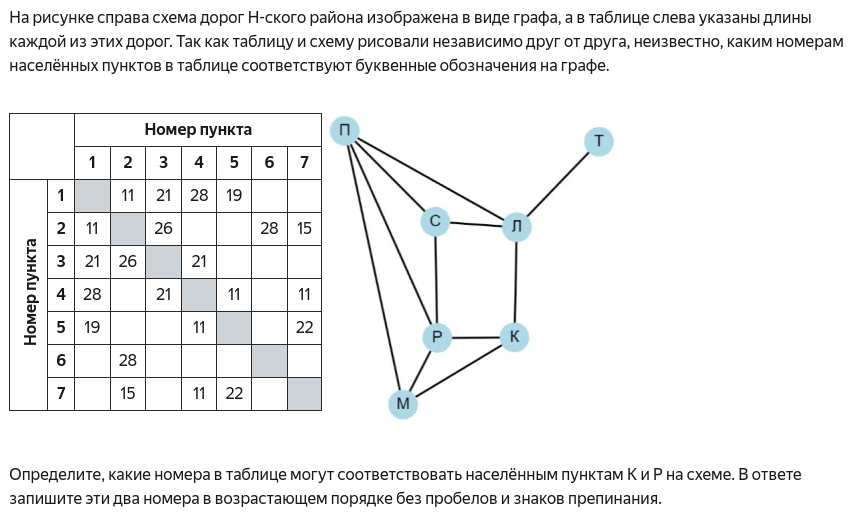 На рисунке справа схема дорог Н-ского района изображена в виде графа, а в таблице слева указаны длины
каждой из этих дорог. Так как таблицу и схему рисовали независимо друг от друга, неизвестно, каким номерам
населённых пунктов в таблице соответствуют буквенные обозначения на графе.
Номер пункта
1 2 3 4 5 6 7
Номер пункта
1 11 21 28 19
2 11 26 28 15
3 21 26 21
4 28 21 11 11
5 19 11 22
6 28
7 15 11 22
П
Т
С
Л
Р
К
М
Определите, какие номера в таблице могут соответствовать населённым пунктам К и Р на схеме. В ответе
запишите эти два номера в возрастающем порядке без пробелов и знаков препинания.